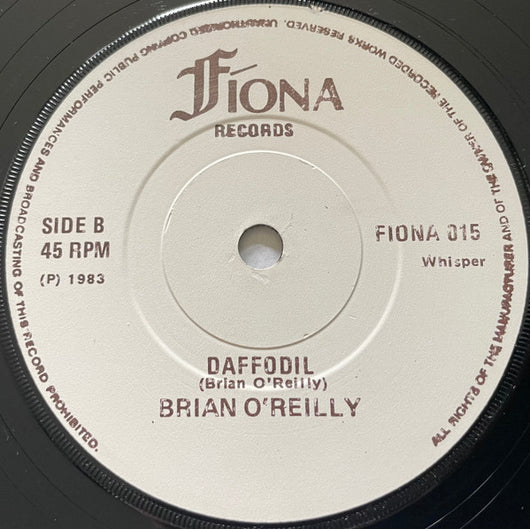 FIONA
RECORDS
SIDE B
45 RPM
(P) 1983
FIONA 015
Whisper
DAFFODIL
(Brian O'Reilly)
BRIAN O'REILLY
ALL RIGHTS OF THE MANUFACTURER AND OF THE OWNER OF THE RECORDED WORKS RESERVED. UNAUTHORISED COPYING PUBLIC PERFORMANCES AND BROADCASTING OF THIS RECORD PROHIBITED.